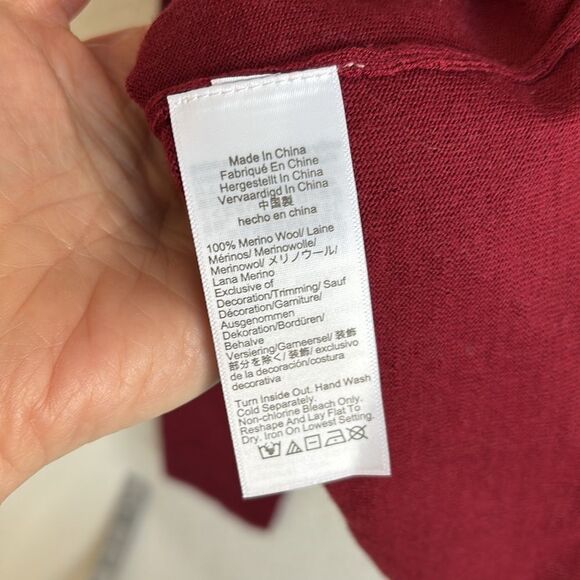 Made In China
Fabriqué En Chine
Hergestellt In China
Vervaardigd In China
中国製
hecho en china
100% Merino Wool/ Laine
Mérinos/ Merinowolle/
Merinowol/ メリノウール/
Lana Merino
Exclusive of
Decoration/Trimming/ Sauf
Décoration/Garniture/
Ausgenommen
Dekoration/Bordüren/
Behalve
Versiering/Gameersel/ 装飾
部分を除く/ 装飾/ exclusivo
de la decoración/costura
decorativa
Turn Inside Out. Hand Wash
Cold Separately.
Non-chlorine Bleach Only.
Reshape And Lay Flat To
Dry. Iron On Lowest Setting.